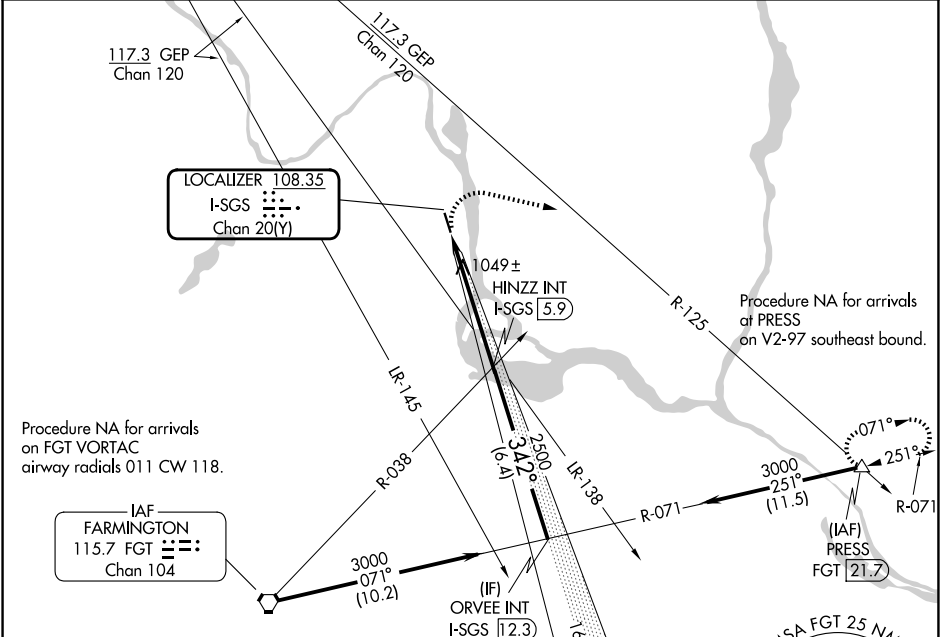 117.3 GEP
Chan 120
117.3 GEP
Chan 120
LOCALIZER 108.35
I-SGS
Chan 20(Y)
1049±
HINZZ INT
I-SGS 5.9
R-125
Procedure NA for arrivals
at PRESS
on V2-97 southeast bound.
LR-145
Procedure NA for arrivals
on FGT VORTAC
airway radials 011 CW 118.
R-038
342°
2500
(6.4)
LR-138
071°
251°
3000
251°
(11.5)
R-071
R-071
IAF
FARMINGTON
115.7 FGT
Chan 104
3000
071°
(10.2)
(IF)
ORVEE INT
I-SGS 12.3
(IAF)
PRESS
FGT 21.7